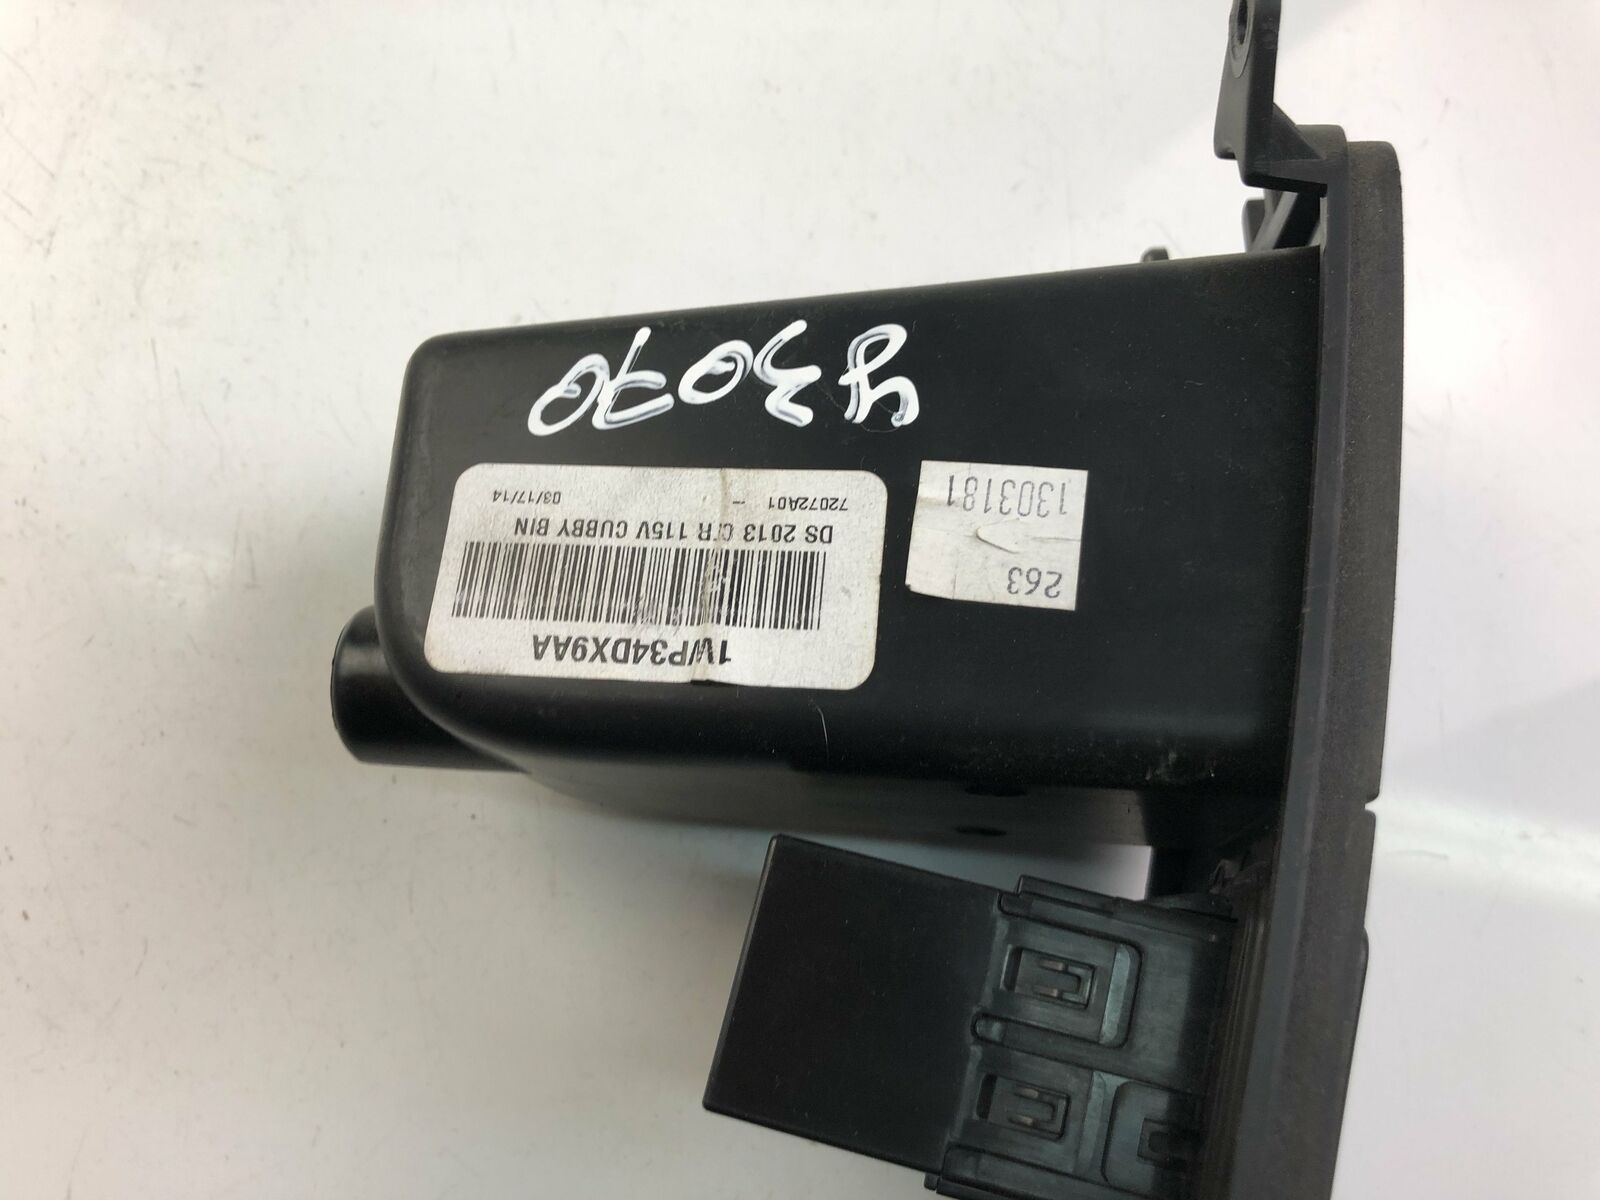 263
1303181
1WP34DX9AA
DS 2013 115V CUBBY BIN
72072A01 – 03/17/14
43070